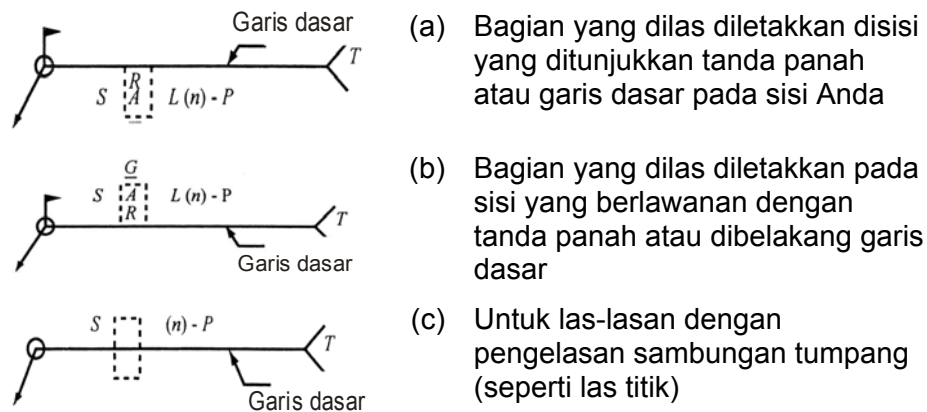 Garis dasar
T
R
S A L (n) - P
(a) Bagian yang dilas diletakkan disisi
yang ditunjukkan tanda panah
atau garis dasar pada sisi Anda
G
S A L (n) - P
R
T
Garis dasar
(b) Bagian yang dilas diletakkan pada
sisi yang berlawanan dengan
tanda panah atau dibelakang garis
dasar
S (n) - P
T
Garis dasar
(c) Untuk las-lasan dengan
pengelasan sambungan tumpang
(seperti las titik)